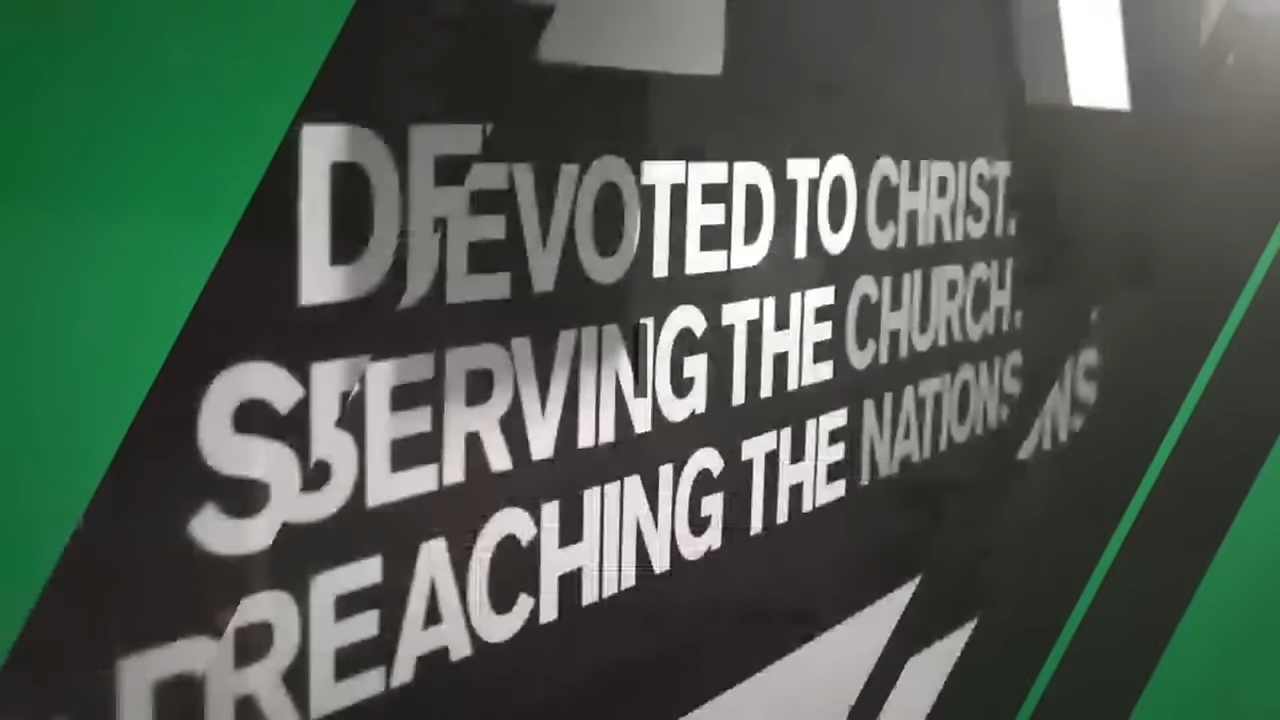 DEVOTED TO CHRIST.
SERVING THE CHURCH.
REACHING THE NATIONS